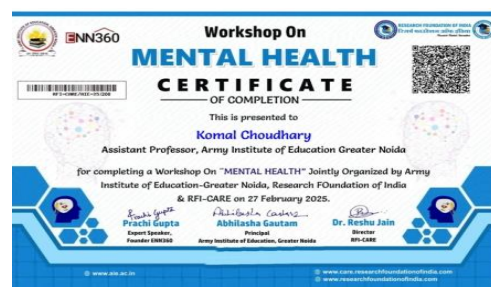 ENN360
Workshop On
MENTAL HEALTH
CERTIFICATE
OF COMPLETION
RESEARCH FOUNDATION OF INDIA
This is presented to
Komal Choudhary
Assistant Professor, Army Institute of Education Greater Noida
for completing a Workshop On "MENTAL HEALTH" Jointly Organized by Army
Institute of Education-Greater Noida, Research FOundation of India
& RFI-CARE on 27 February 2025.
Prachi Gupta
Expert Speaker,
Founder ENN360
Abhilasha Gautam
Principal
Army Institute of Education, Greater Noida
Dr. Reshu Jain
Director
RFI-CARE
www.aie.ac.in
www.care.researchfoundationofindia.com
www.researchfoundationofindia.com